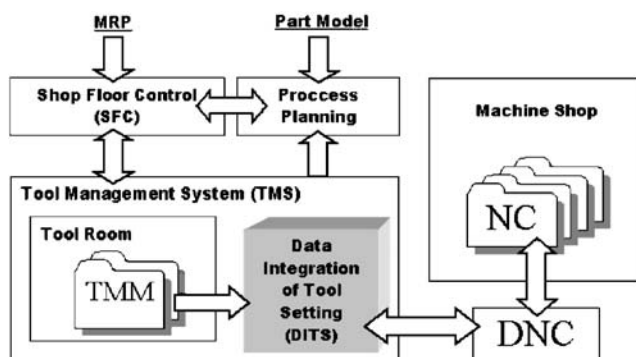 MRP
Part Model
Shop Floor Control
(SFC)
Proccess
Planning
Machine Shop
NC
Tool Management System (TMS)
Tool Room
TMM
Data
Integration
of Tool
Setting
(DITS)
DNC